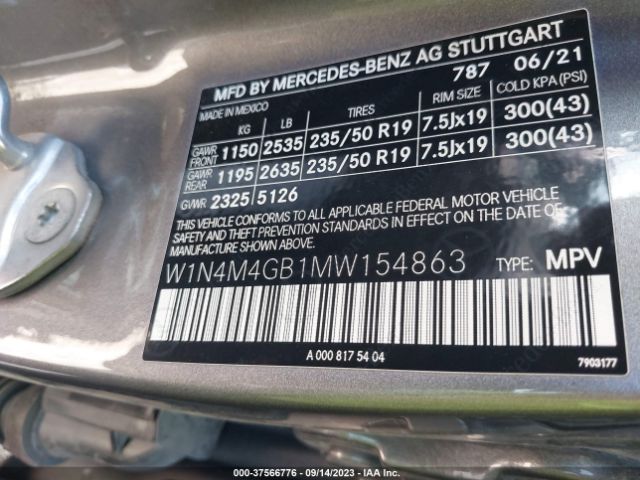 MFD BY MERCEDES-BENZ AG STUTTGART
787 06/21
MADE IN MEXICO
KG LB TIRES RIM SIZE COLD KPA(PSI)
GAWR FRONT 1150 2535 235/50 R19 7.5Jx19 300(43)
GAWR REAR 1195 2635 235/50 R19 7.5Jx19 300(43)
GVWR 2325 5126
THIS VEHICLE CONFORMS TO ALL APPLICABLE FEDERAL MOTOR VEHICLE
SAFETY AND THEFT PREVENTION STANDARDS IN EFFECT ON THE DATE OF
MANUFACTURE SHOWN ABOVE.
W1N4M4GB1MW154863 TYPE: MPV
A 000 817 54 04
7903177
000-37566776 - 09/14/2023 - IAA Inc.